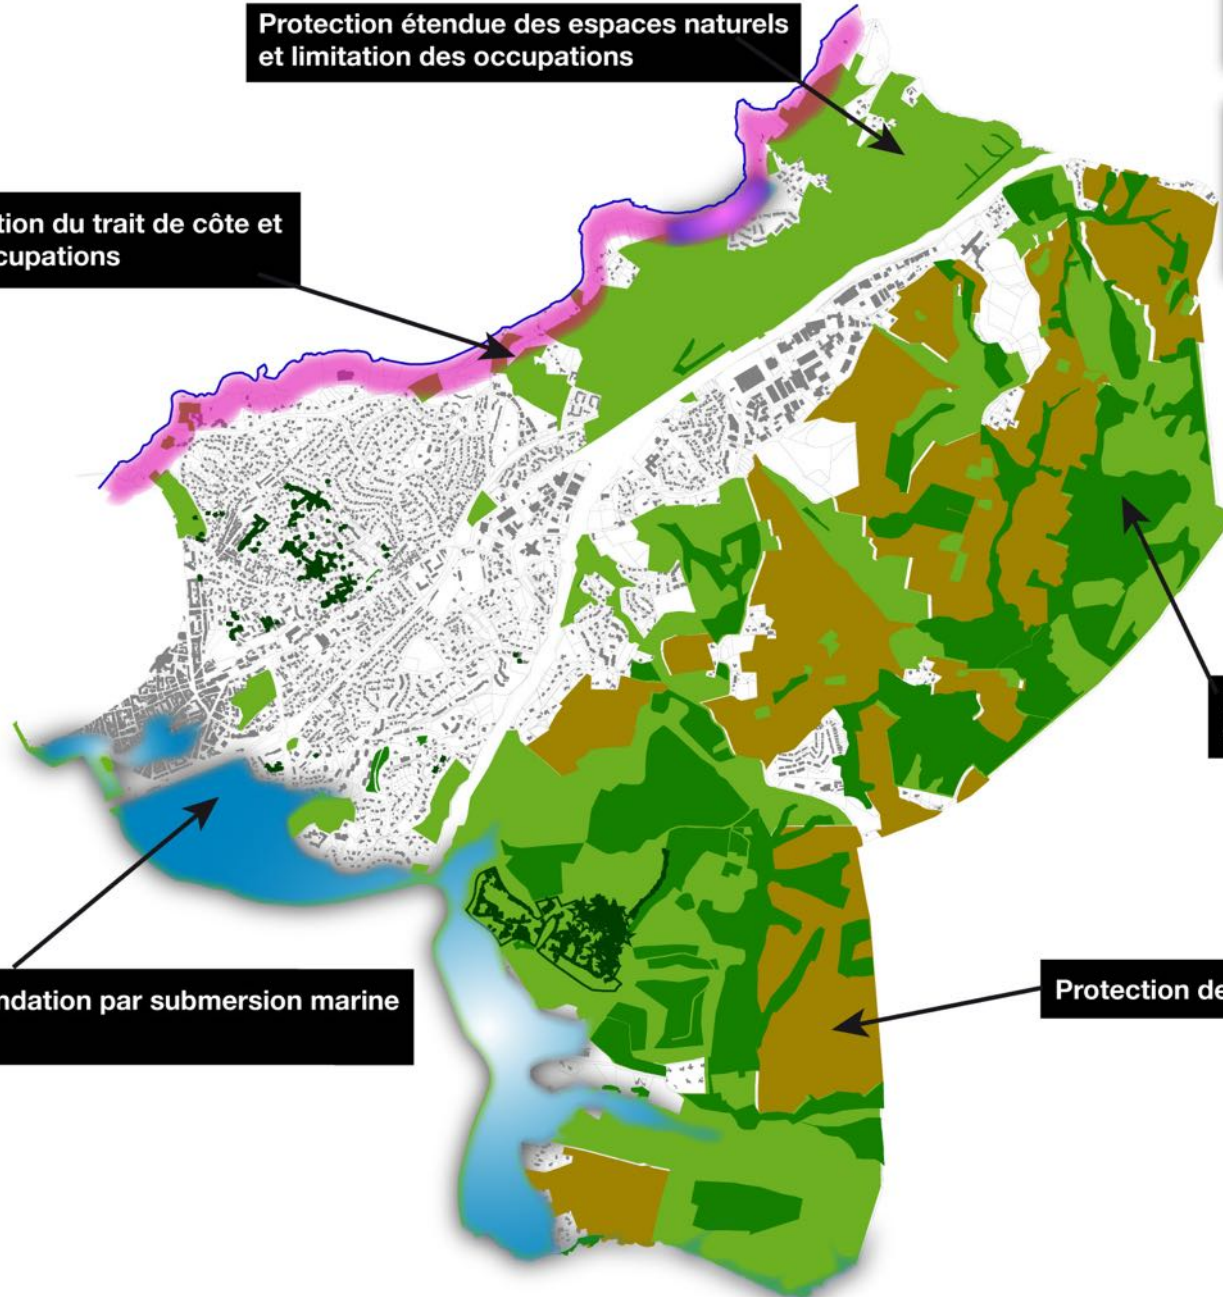 Protection étendue des espaces naturels
et limitation des occupations
tion du trait de côte et
cupations
ndation par submersion marine
Protection de